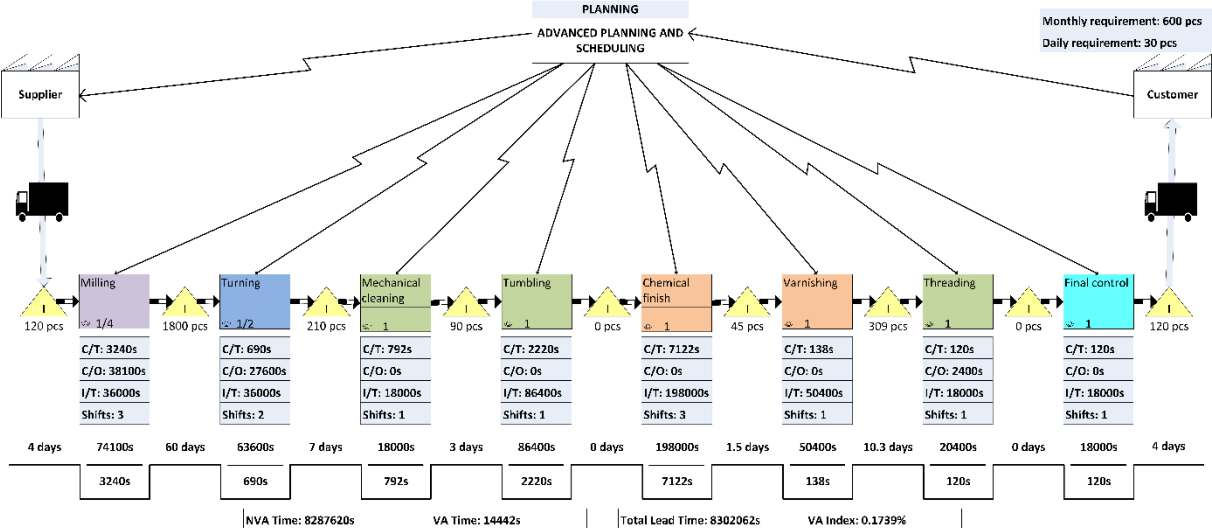 PLANNING
ADVANCED PLANNING AND
SCHEDULING
Monthly requirement: 600 pcs
Daily requirement: 30 pcs
Supplier
Customer
Milling
Turning
Mechanical
cleaning
Tumbling
Chemical
finish
Varnishing
Threading
Final control
1/4
1/2
1
1
1
1
1
1
I
I
I
I
I
I
I
I
I
120 pcs
1800 pcs
210 pcs
90 pcs
0 pcs
45 pcs
309 pcs
0 pcs
120 pcs
C/T: 3240s
C/O: 38100s
I/T: 36000s
Shifts: 3
C/T: 690s
C/O: 27600s
I/T: 36000s
Shifts: 2
C/T: 792s
C/O: 0s
I/T: 18000s
Shifts: 1
C/T: 2220s
C/O: 0s
I/T: 86400s
Shifts: 1
C/T: 7122s
C/O: 0s
I/T: 198000s
Shifts: 3
C/T: 138s
C/O: 0s
I/T: 50400s
Shifts: 1
C/T: 120s
C/O: 2400s
I/T: 18000s
Shifts: 1
C/T: 120s
C/O: 0s
I/T: 18000s
Shifts: 1
4 days 74100s 60 days 63600s 7 days 18000s 3 days 86400s 0 days 198000s 1.5 days 50400s 10.3 days 20400s 0 days 18000s 4 days
3240s 690s 792s 2220s 7122s 138s 120s 120s
NVA Time: 8287620s VA Time: 14442s Total Lead Time: 8302062s VA Index: 0.1739%